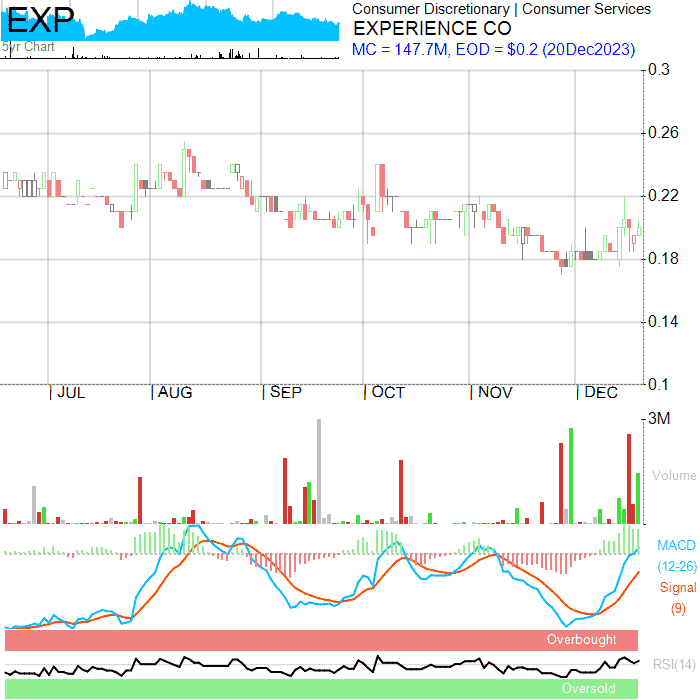 EXP
5yr Chart
Consumer Discretionary | Consumer Services
EXPERIENCE CO
MC = 147.7M, EOD = $0.2 (20Dec2023)
0.3
0.26
0.22
0.18
0.14
0.1
| JUL | AUG | SEP | OCT | NOV | DEC
3M
Volume
MACD
(12-26)
Signal
(9)
Overbought
RSI(14)
Oversold